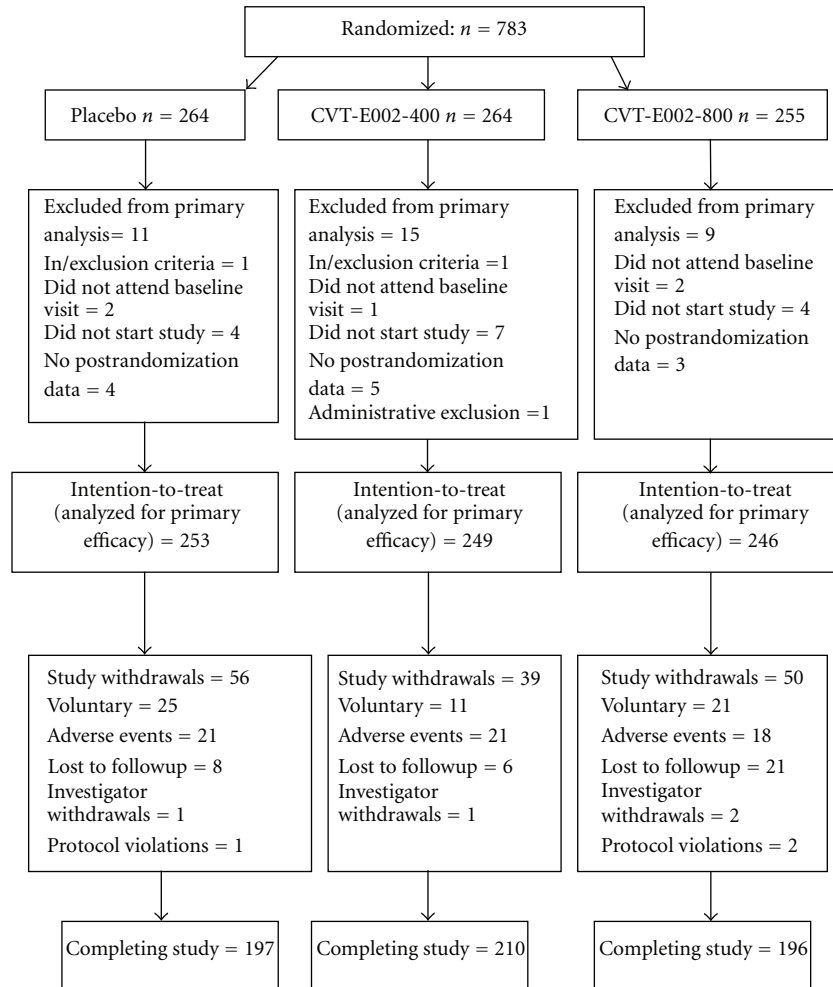 Randomized: n = 783
Placebo n = 264
CVT-E002-400 n = 264
CVT-E002-800 n = 255
Excluded from primary
analysis= 11
In/exclusion criteria = 1
Did not attend baseline
visit = 2
Did not start study = 4
No postrandomization
data = 4
Excluded from primary
analysis = 15
In/exclusion criteria =1
Did not attend baseline
visit = 1
Did not start study = 7
No postrandomization
data = 5
Administrative exclusion =1
Excluded from primary
analysis = 9
Did not attend baseline
visit = 2
Did not start study = 4
No postrandomization
data = 3
Intention-to-treat
(analyzed for primary
efficacy) = 253
Intention-to-treat
(analyzed for primary
efficacy) = 249
Intention-to-treat
(analyzed for primary
efficacy) = 246
Study withdrawals = 56
Voluntary = 25
Adverse events = 21
Lost to followup = 8
Investigator
withdrawals = 1
Protocol violations = 1
Study withdrawals = 39
Voluntary = 11
Adverse events = 21
Lost to followup = 6
Investigator
withdrawals = 1
Study withdrawals = 50
Voluntary = 21
Adverse events = 18
Lost to followup = 21
Investigator
withdrawals = 2
Protocol violations = 2
Completing study = 197
Completing study = 210
Completing study = 196